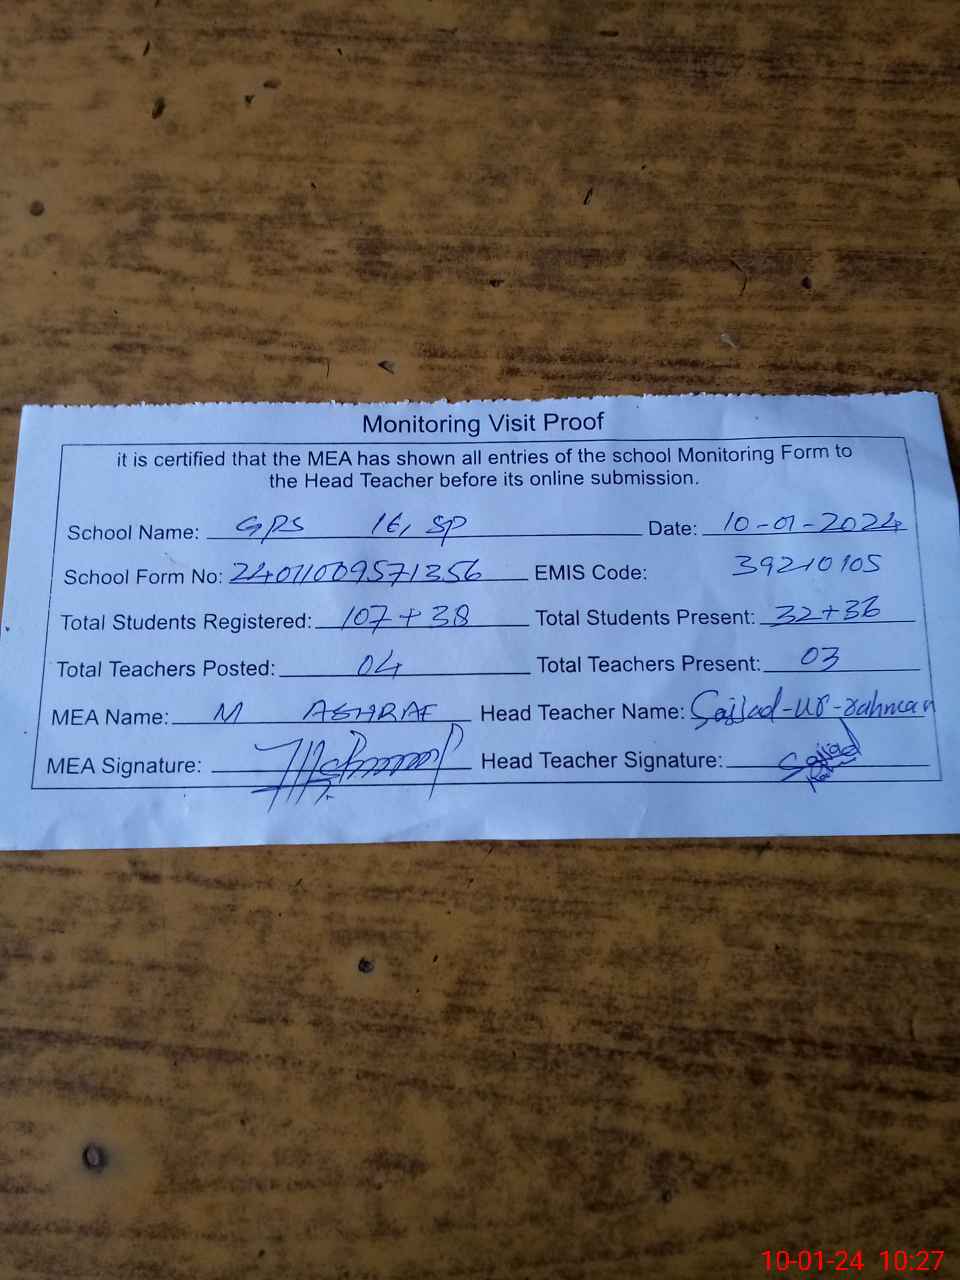 Monitoring Visit Proof
it is certified that the MEA has shown all entries of the school Monitoring Form to
the Head Teacher before its online submission.
School Name: GPS 16, SP Date: 10-01-2024
School Form No: 24011009571356 EMIS Code: 39210105
Total Students Registered: 107+38 Total Students Present: 32+36
Total Teachers Posted: 04 Total Teachers Present: 03
MEA Name: M ASHRAF Head Teacher Name: Sajjad-ur-rahman
MEA Signature: Head Teacher Signature: Sajjad
10-01-24 10:27